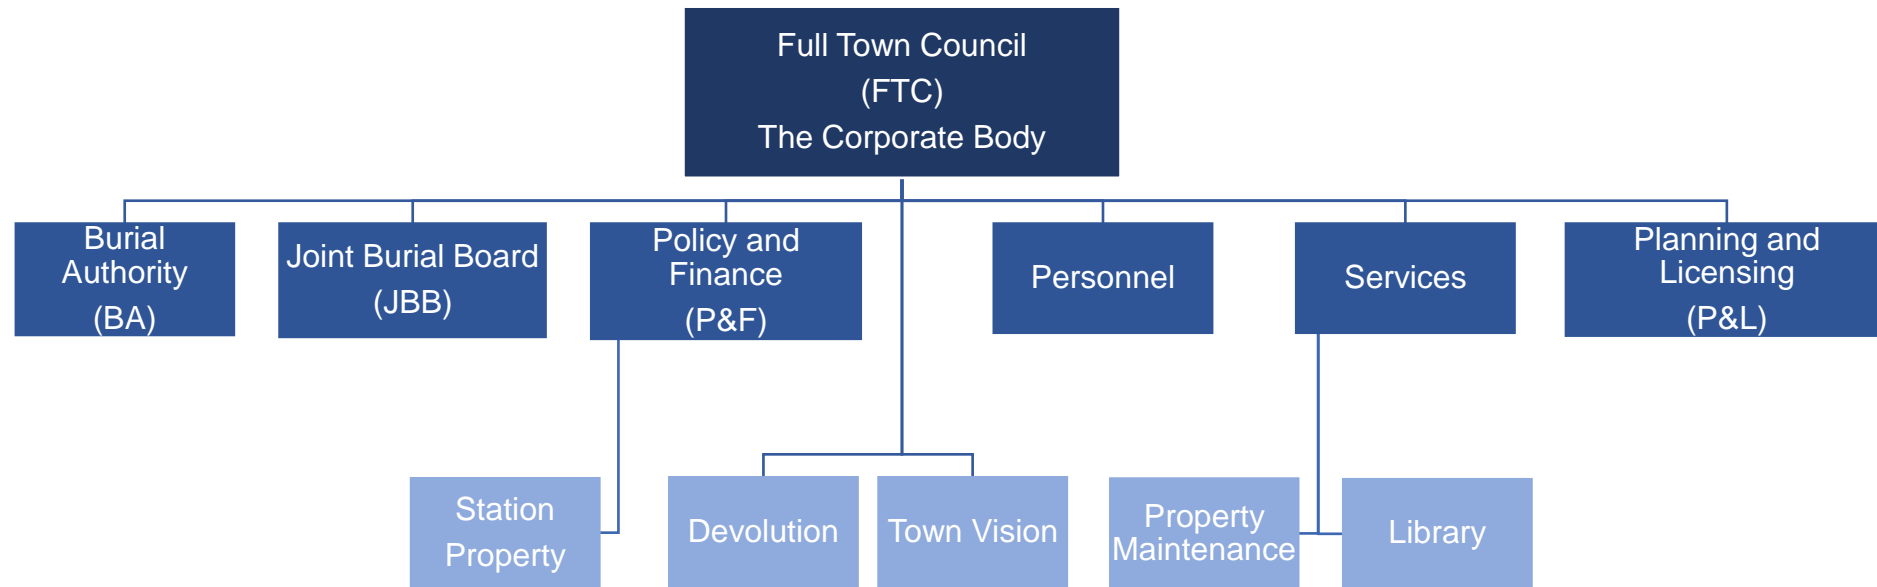 Full Town Council
(FTC)
The Corporate Body
Burial
Authority
(BA)
Joint Burial Board
(JBB)
Policy and
Finance
(P&F)
Personnel
Services
Planning and
Licensing
(P&L)
Station
Property
Devolution
Town Vision
Property
Maintenance
Library